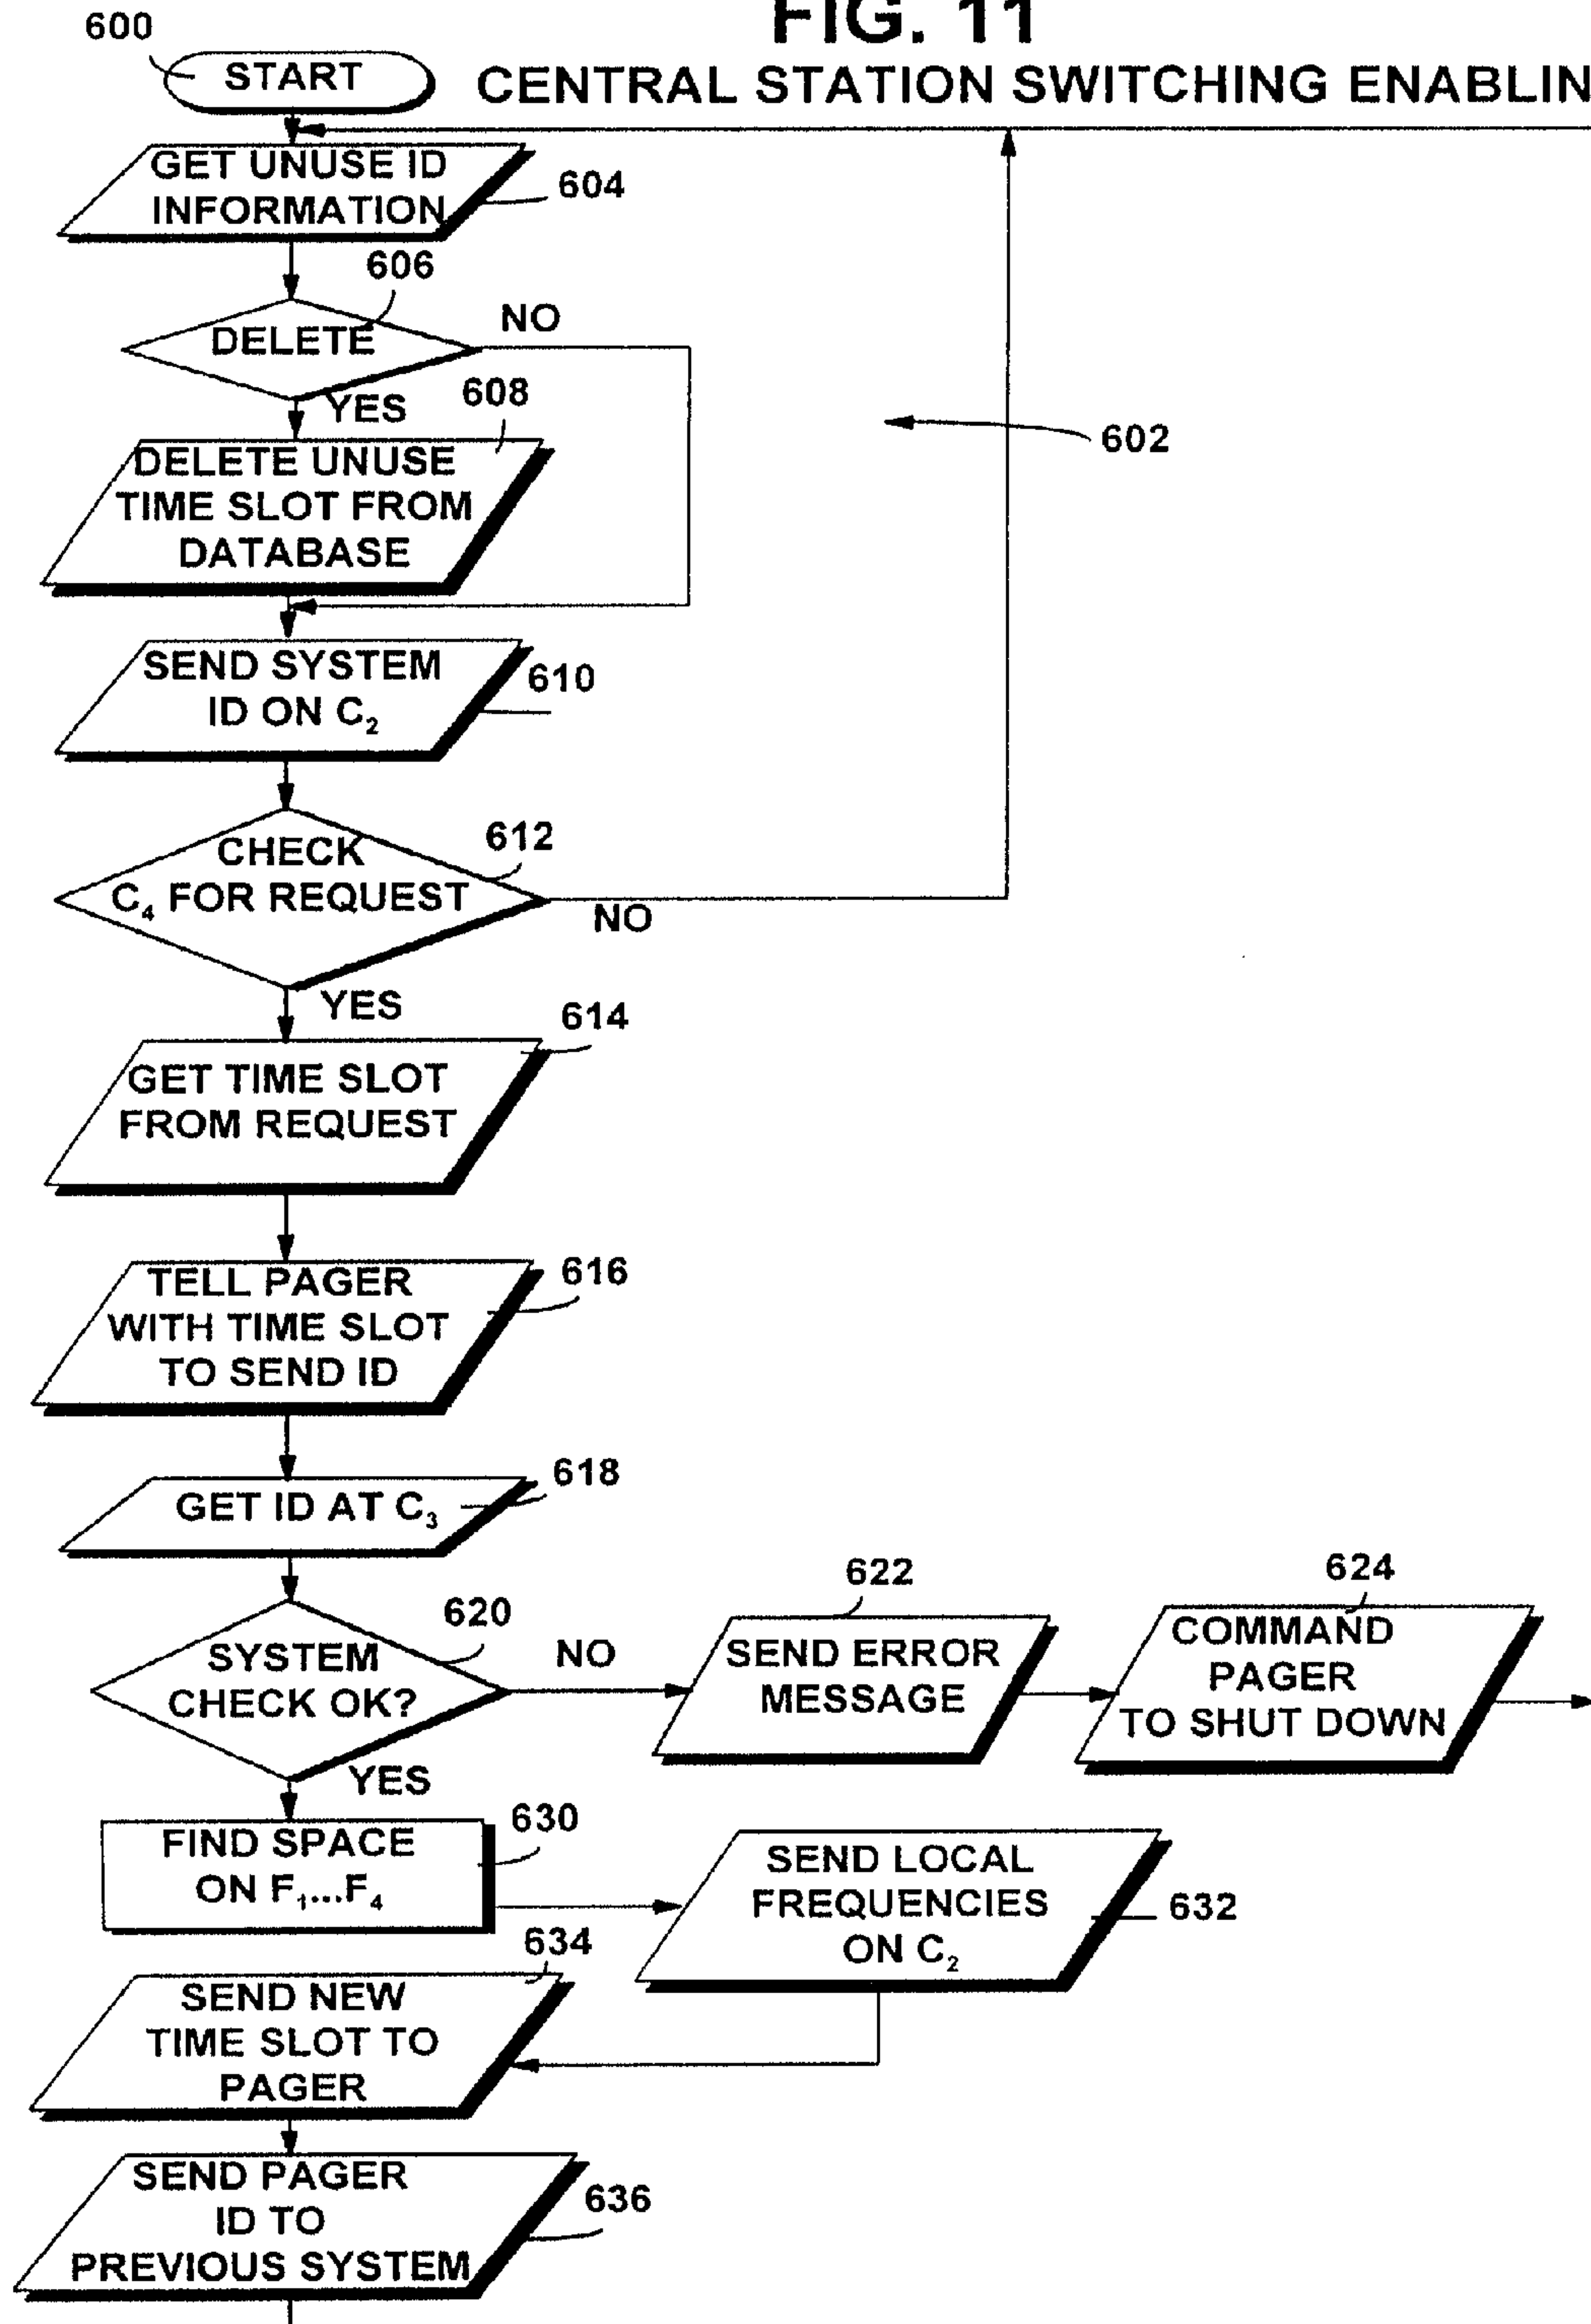 FIG. 11
600
START
CENTRAL STATION SWITCHING ENABLIN
GET UNUSE ID
INFORMATION
604
606
DELETE
NO
YES
608
602
DELETE UNUSE
TIME SLOT FROM
DATABASE
SEND SYSTEM
ID ON C₂
610
CHECK
C₄ FOR REQUEST
612
NO
YES
614
GET TIME SLOT
FROM REQUEST
TELL PAGER
WITH TIME SLOT
TO SEND ID
616
GET ID AT C₃
618
SYSTEM
CHECK OK?
620
NO
YES
622
SEND ERROR
MESSAGE
624
COMMAND
PAGER
TO SHUT DOWN
FIND SPACE
ON F₁...F₄
630
SEND LOCAL
FREQUENCIES
ON C₂
632
634
SEND NEW
TIME SLOT TO
PAGER
SEND PAGER
ID TO
PREVIOUS SYSTEM
636